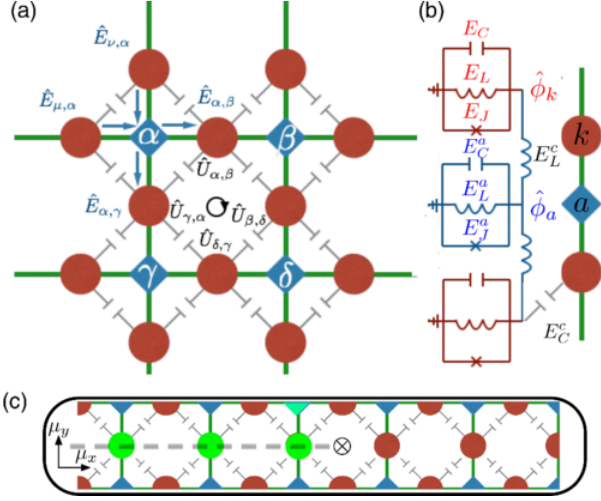 (a)
Ê_{ν,α}
Ê_{μ,α}
Ê_{α,β}
α
β
Û_{α,β}
Ê_{α,γ}
Û_{γ,α}
Û_{β,δ}
Û_{δ,γ}
γ
δ
(b)
E_C
E_L
E_J
ϕ̂_k
k
E_C^a
E_L^c
E_L^a
ϕ̂_a
a
E_J^a
E_C^c
(c)
μ_y
μ_x